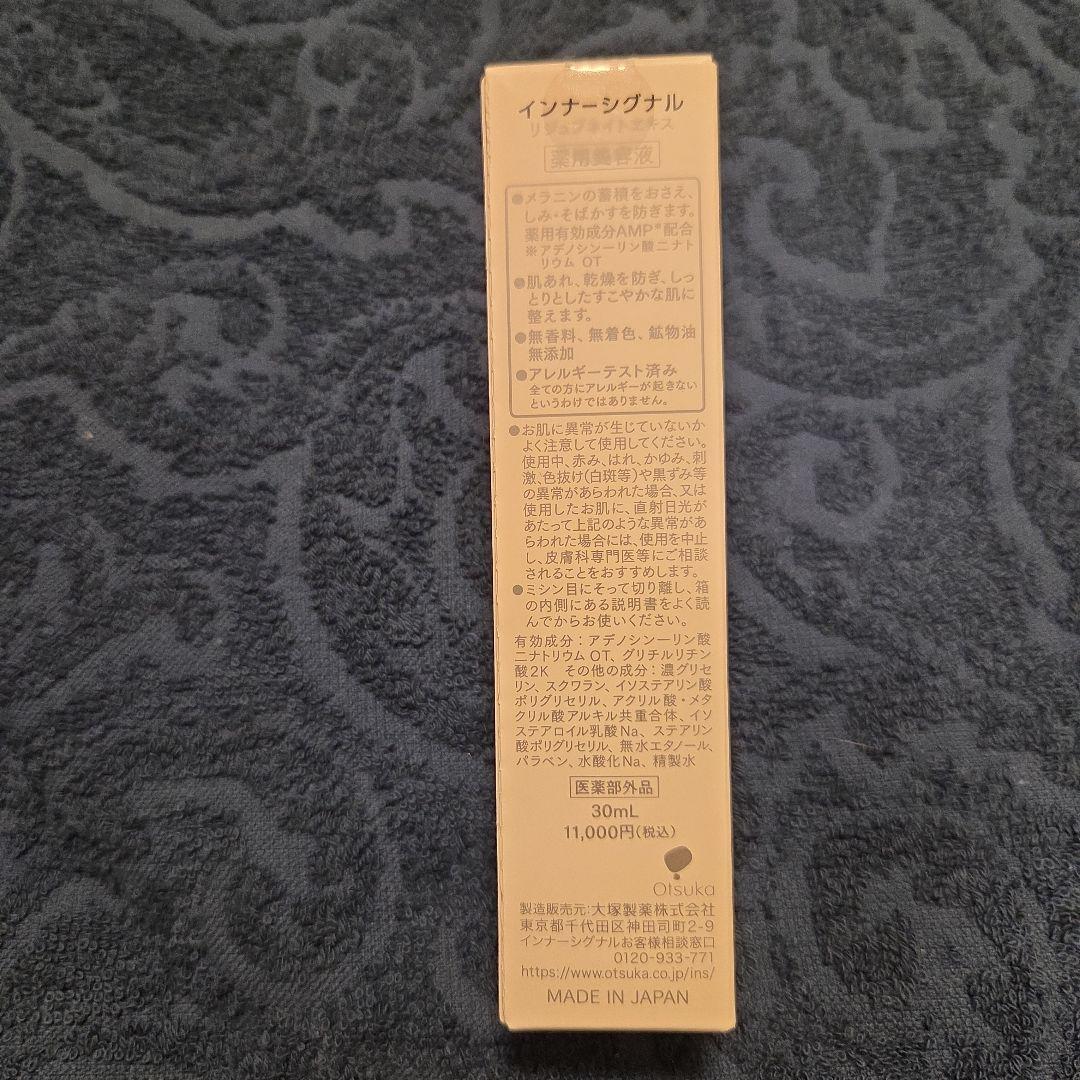 インナーシグナル
リジュブネイトエキス
薬用美容液
●メラニンの蓄積をおさえ、
しみ・そばかすを防ぎます。
薬用有効成分AMP※配合
※アデノシン一リン酸二ナト
リウム OT
●肌あれ、乾燥を防ぎ、しっ
とりとしたすこやかな肌に
整えます。
●無香料、無着色、鉱物油
無添加
●アレルギーテスト済み
全ての方にアレルギーが起きない
というわけではありません。
●お肌に異常が生じていないか
よく注意して使用してください。
使用中、赤み、はれ、かゆみ、刺
激、色抜け(白斑等)や黒ずみ等
の異常があらわれた場合、又は
使用したお肌に、直射日光が
あたって上記のような異常があ
らわれた場合には、使用を中止
し、皮膚科専門医等にご相談
されることをおすすめします。
●ミシン目にそって切り離し、箱
の内側にある説明書をよく読
んでからお使いください。
有効成分：アデノシン一リン酸
二ナトリウム OT、グリチルリチン
酸2K その他の成分：濃グリセ
リン、スクワラン、イソステアリン酸
ポリグリセリル、アクリル酸・メタ
クリル酸アルキル共重合体、イソ
ステアロイル乳酸Na、ステアリン
酸ポリグリセリル、無水エタノール、
パラベン、水酸化Na、精製水
医薬部外品
30mL
11,000円(税込)
Otsuka
製造販売元：大塚製薬株式会社
東京都千代田区神田司町2-9
インナーシグナルお客様相談窓口
0120-933-771
https://www.otsuka.co.jp/ins/
MADE IN JAPAN